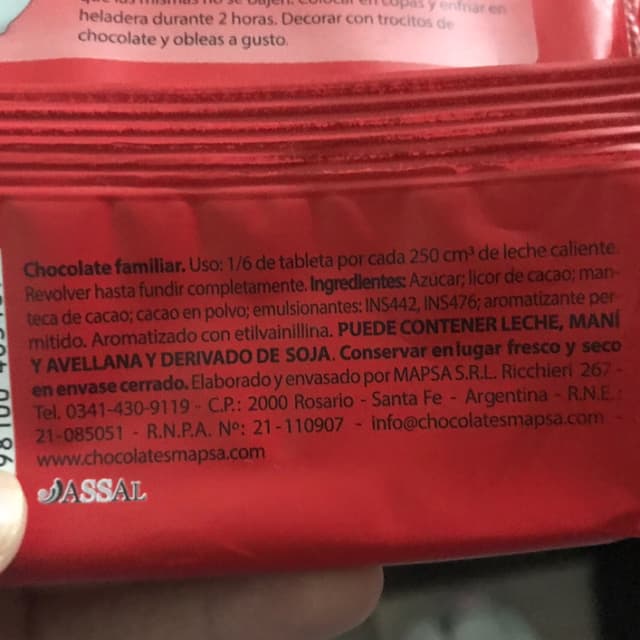 heladera durante 2 horas. Decorar con trocitos de
chocolate y obleas a gusto.
Chocolate familiar. Uso: 1/6 de tableta por cada 250 cm³ de leche caliente.
Revolver hasta fundir completamente. Ingredientes: Azúcar; licor de cacao; man-
teca de cacao; cacao en polvo; emulsionantes: INS442, INS476; aromatizante per-
mitido. Aromatizado con etilvainillina. PUEDE CONTENER LECHE, MANÍ
Y AVELLANA Y DERIVADO DE SOJA. Conservar en lugar fresco y seco
en envase cerrado. Elaborado y envasado por MAPSA S.R.L. Ricchieri 267 -
Tel. 0341-430-9119 - C.P.: 2000 Rosario - Santa Fe - Argentina - R.N.E.:
21-085051 - R.N.P.A. Nº: 21-110907 - info@chocolatesmapsa.com
www.chocolatesmapsa.com
ASSAL